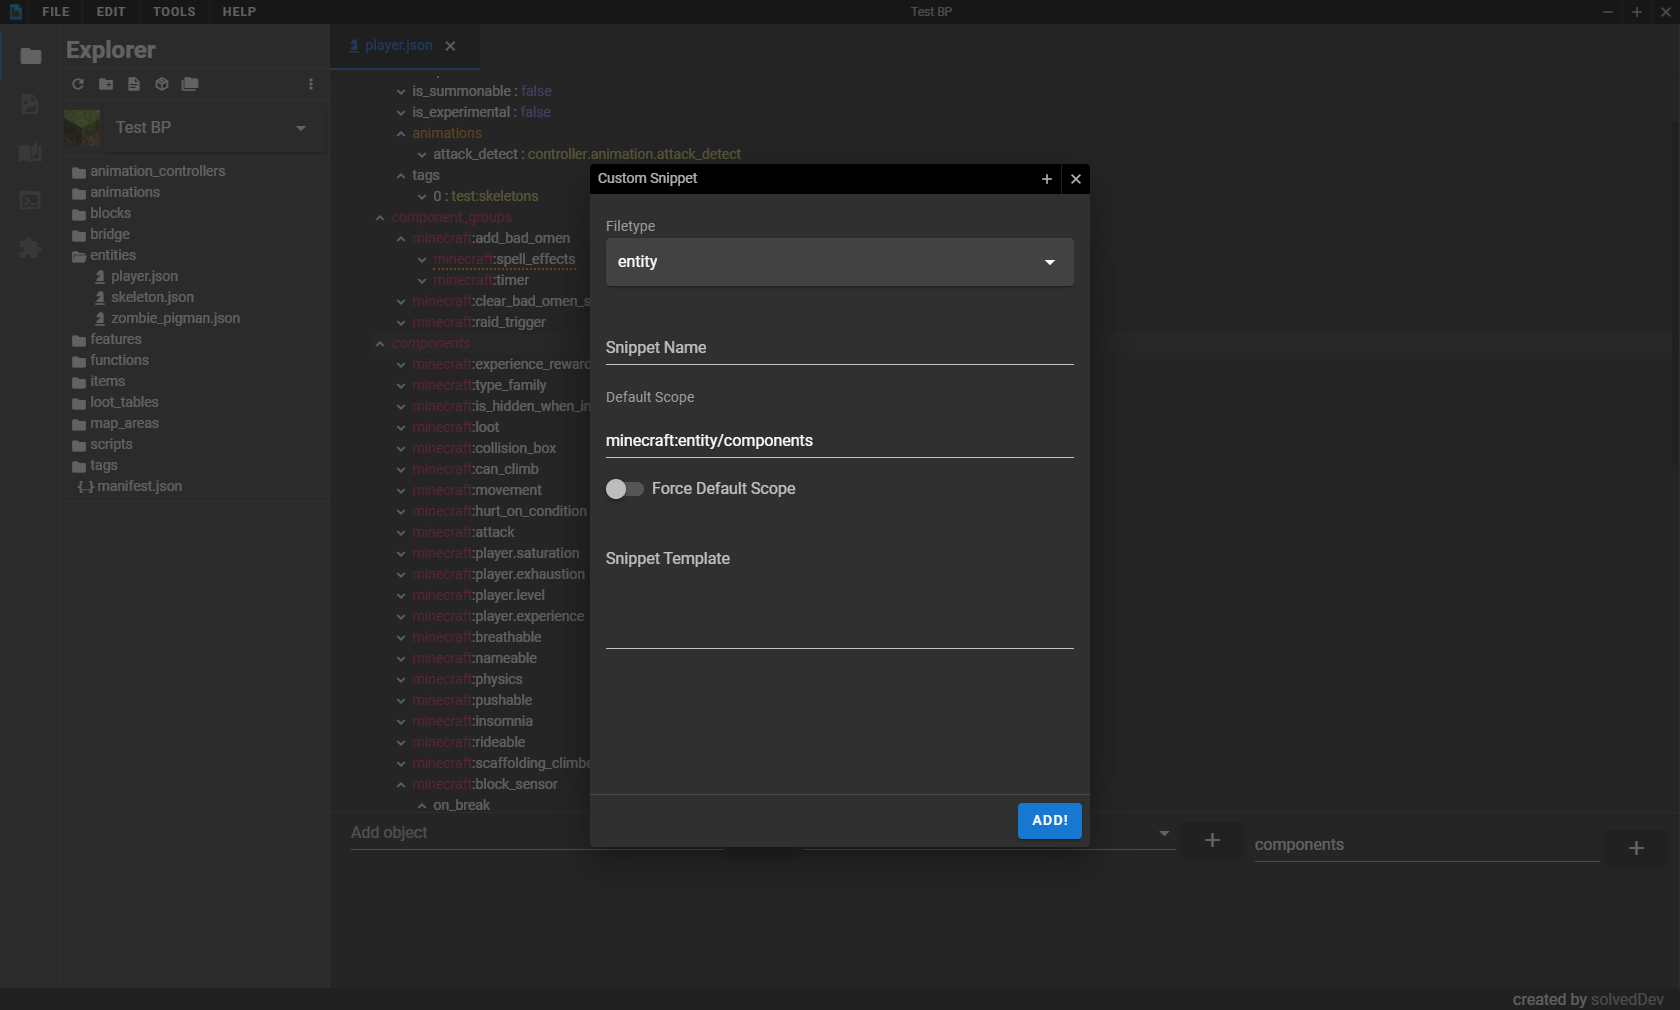 FILE EDIT TOOLS HELP
Test BP
Explorer
Test BP
animation_controllers
animations
blocks
bridge
entities
player.json
skeleton.json
zombie_pigman.json
features
functions
items
loot_tables
map_areas
scripts
tags
{..} manifest.json
player.json
is_summonable : false
is_experimental : false
animations
attack_detect : controller.animation.attack_detect
tags
0 : test:skeletons
component_groups
minecraft:add_bad_omen
minecraft:spell_effects
minecraft:timer
minecraft:clear_bad_omen_s
minecraft:raid_trigger
components
minecraft:experience_reward
minecraft:type_family
minecraft:is_hidden_when_in
minecraft:loot
minecraft:collision_box
minecraft:can_climb
minecraft:movement
minecraft:hurt_on_condition
minecraft:attack
minecraft:player.saturation
minecraft:player.exhaustion
minecraft:player.level
minecraft:player.experience
minecraft:breathable
minecraft:nameable
minecraft:physics
minecraft:pushable
minecraft:insomnia
minecraft:rideable
minecraft:scaffolding_climbe
minecraft:block_sensor
on_break
Add object
components
Custom Snippet
Filetype
entity
Snippet Name
Default Scope
minecraft:entity/components
Force Default Scope
Snippet Template
ADD!
created by solvedDev